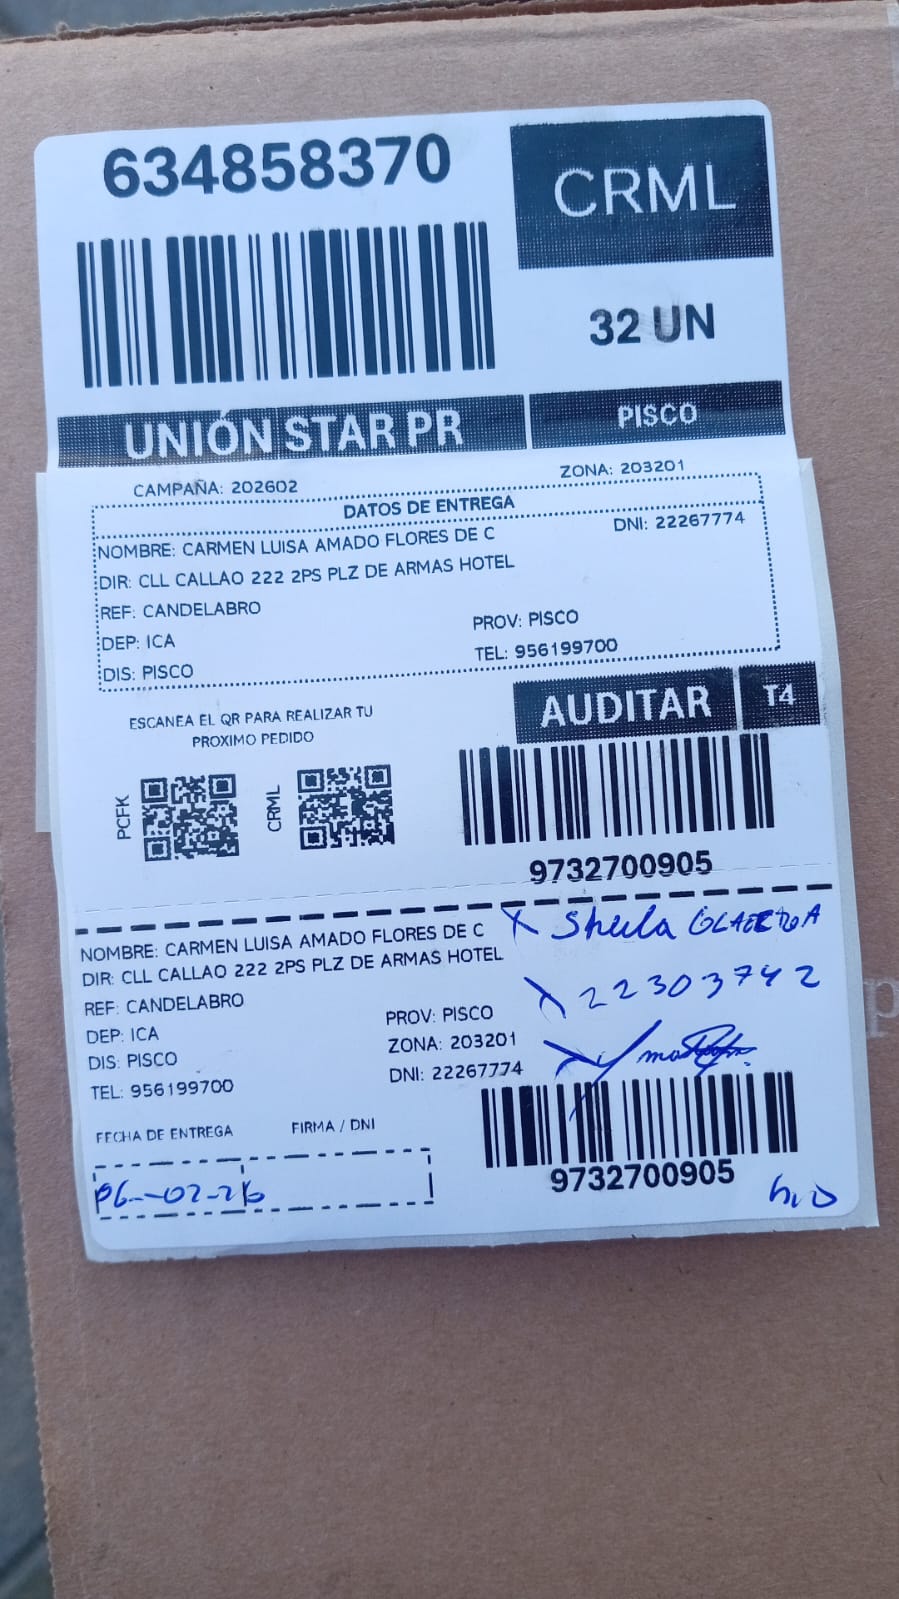 634858370
CRML
32 UN
UNIÓN STAR PR
PISCO
CAMPAÑA: 202602
ZONA: 203201
DATOS DE ENTREGA
NOMBRE: CARMEN LUISA AMADO FLORES DE C
DNI: 22267774
DIR: CLL CALLAO 222 2PS PLZ DE ARMAS HOTEL
REF: CANDELABRO
DEP: ICA
PROV: PISCO
DIS: PISCO
TEL: 956199700
ESCANEA EL QR PARA REALIZAR TU
PROXIMO PEDIDO
AUDITAR
T4
PCFK
CRML
9732700905
NOMBRE: CARMEN LUISA AMADO FLORES DE C
X Sheila
DIR: CLL CALLAO 222 2PS PLZ DE ARMAS HOTEL
REF: CANDELABRO
X 22303742
DEP: ICA
PROV: PISCO
DIS: PISCO
ZONA: 203201
TEL: 956199700
DNI: 22267774
FECHA DE ENTREGA
FIRMA / DNI
06-02-26
9732700905